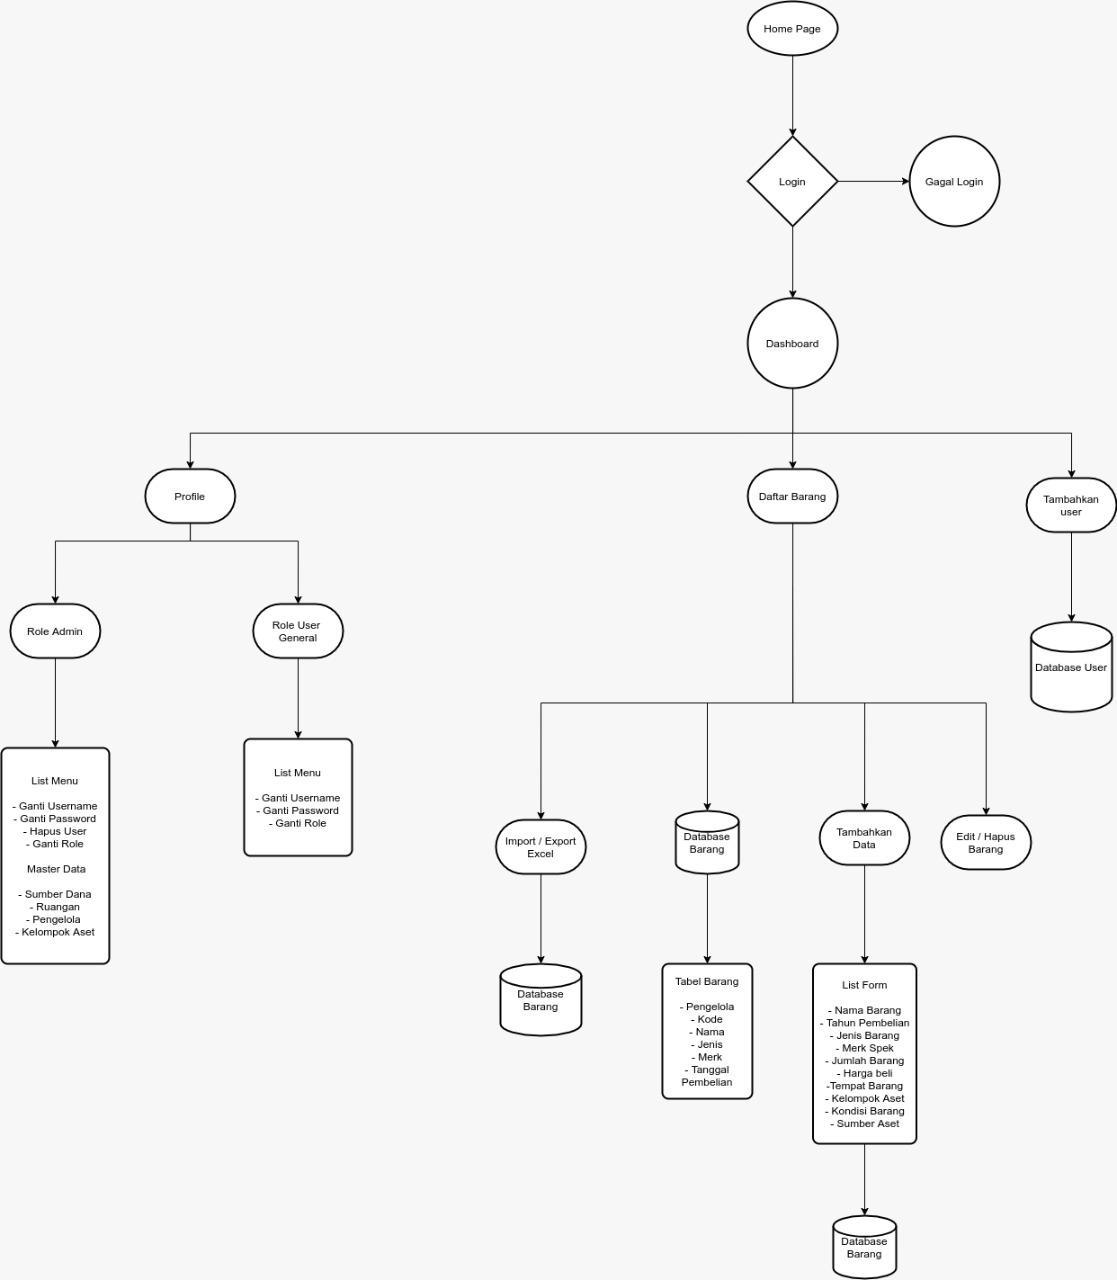 Home Page
Login
Gagal Login
Dashboard
Profile
Daftar Barang
Tambahkan
user
Role Admin
Role User
General
Database User
List Menu
- Ganti Username
- Ganti Password
- Hapus User
- Ganti Role
Master Data
- Sumber Dana
- Ruangan
- Pengelola
- Kelompok Aset
List Menu
- Ganti Username
- Ganti Password
- Ganti Role
Import / Export
Excel
Database
Barang
Tambahkan
Data
Edit / Hapus
Barang
Database
Barang
Tabel Barang
- Pengelola
- Kode
- Nama
- Jenis
- Merk
- Tanggal
Pembelian
List Form
- Nama Barang
- Tahun Pembelian
- Jenis Barang
- Merk Spek
- Jumlah Barang
- Harga beli
-Tempat Barang
- Kelompok Aset
- Kondisi Barang
- Sumber Aset
Database
Barang